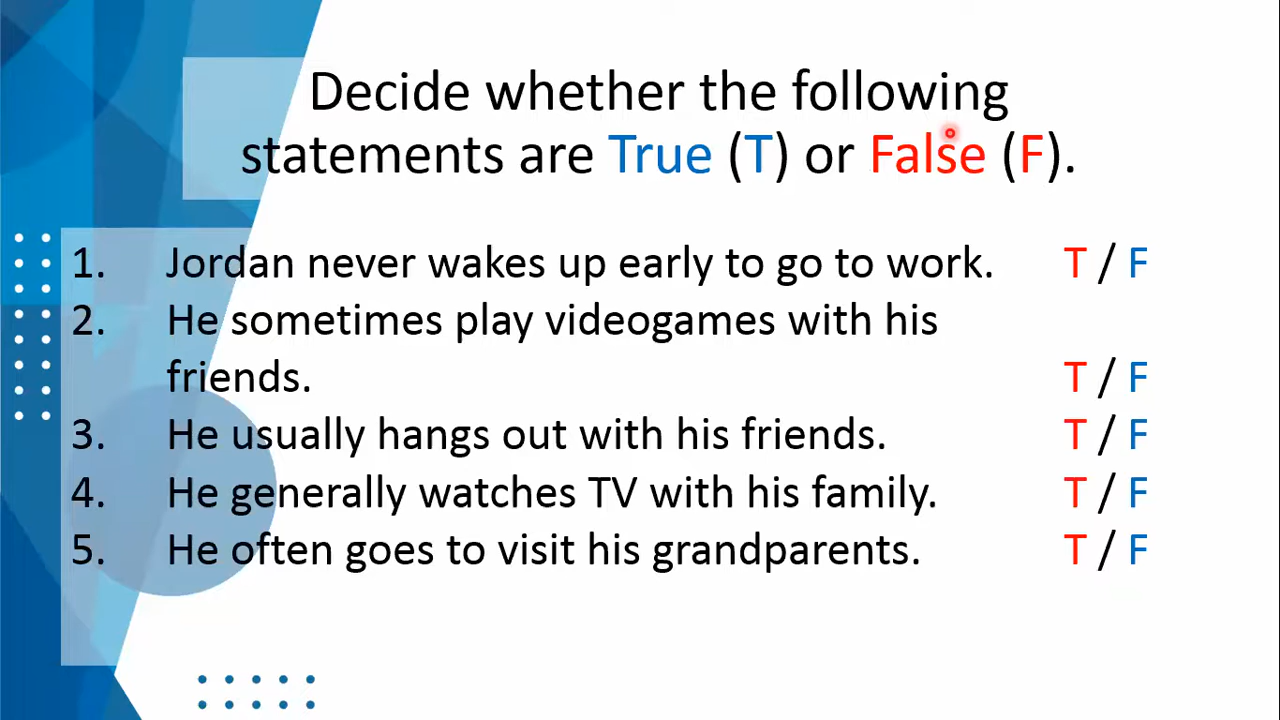 Decide whether the following
statements are True (T) or False (F).
1. Jordan never wakes up early to go to work. T / F
2. He sometimes play videogames with his
friends. T / F
3. He usually hangs out with his friends. T / F
4. He generally watches TV with his family. T / F
5. He often goes to visit his grandparents. T / F